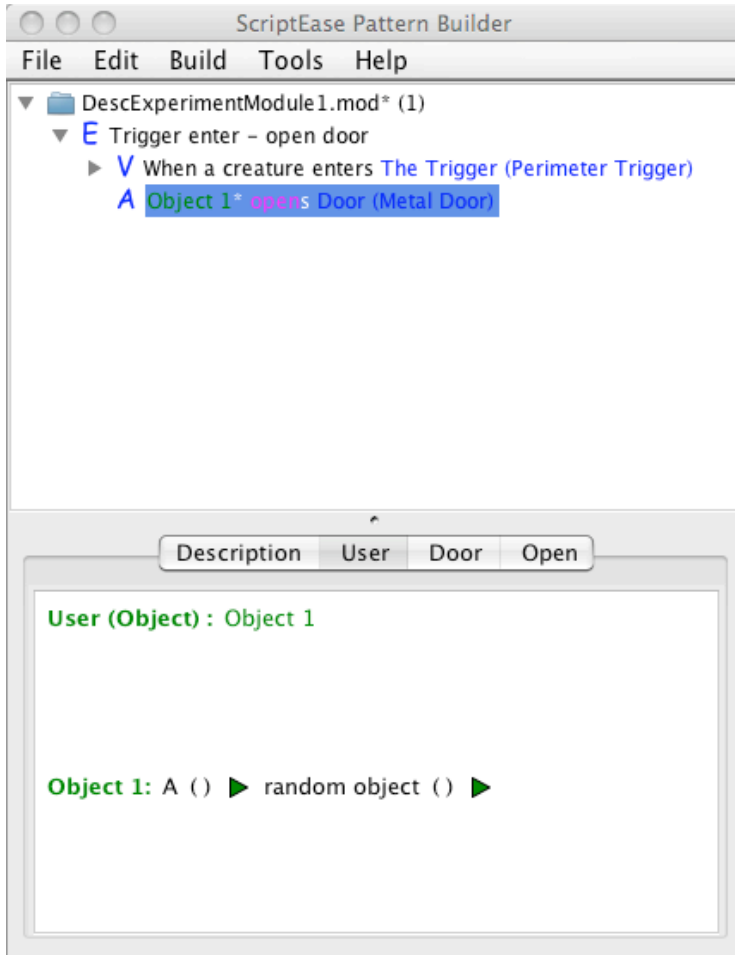 ScriptEase Pattern Builder
File Edit Build Tools Help
DescExperimentModule1.mod* (1)
E Trigger enter – open door
V When a creature enters The Trigger (Perimeter Trigger)
A Object 1* opens Door (Metal Door)
Description User Door Open
User (Object) : Object 1
Object 1: A () random object ()